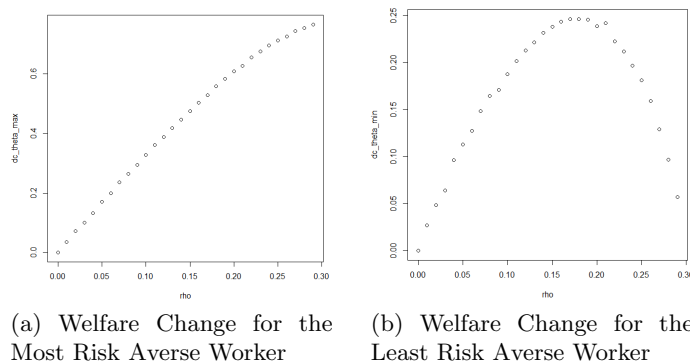 0.6
0.4
0.2
0.0
dc_theta_max
0.00 0.05 0.10 0.15 0.20 0.25 0.30
rho
0.25
0.20
0.15
0.10
0.05
0.00
dc_theta_min
0.00 0.05 0.10 0.15 0.20 0.25 0.30
rho
(a) Welfare Change for the
Most Risk Averse Worker
(b) Welfare Change for the
Least Risk Averse Worker